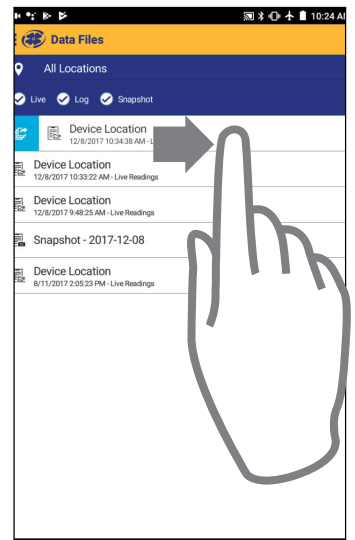 10:24 AM
Data Files
All Locations
Live Log Snapshot
Device Location
12/8/2017 10:34:38 AM - L
Device Location
12/8/2017 10:33:22 AM - Live Readings
Device Location
12/8/2017 9:48:25 AM - Live Readings
Snapshot - 2017-12-08
Device Location
8/11/2017 2:05:23 PM - Live Readings